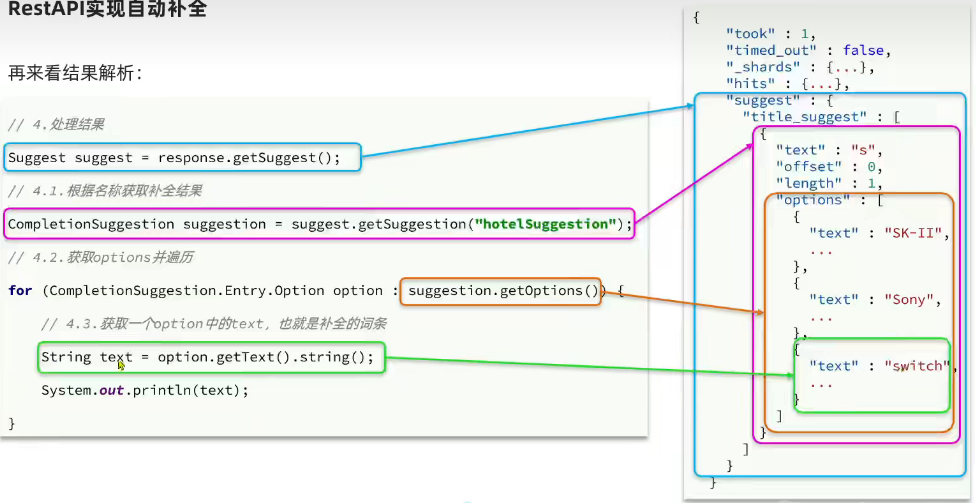 RestAPI实现自动补全
再来看结果解析：
// 4.处理结果
Suggest suggest = response.getSuggest();
// 4.1.根据名称获取补全结果
CompletionSuggestion suggestion = suggest.getSuggestion("hotelSuggestion");
// 4.2.获取options并遍历
for (CompletionSuggestion.Entry.Option option : suggestion.getOptions()) {
// 4.3.获取一个option中的text，也就是补全的词条
String text = option.getText().string();
System.out.println(text);
}
{
"took" : 1,
"timed_out" : false,
"_shards" : {...},
"hits" : {...},
"suggest" : {
"title_suggest" : [
{
"text" : "s",
"offset" : 0,
"length" : 1,
"options" : [
{
"text" : "SK-II",
...
},
{
"text" : "Sony",
...
},
{
"text" : "switch",
...
}
]
}
]
}
}